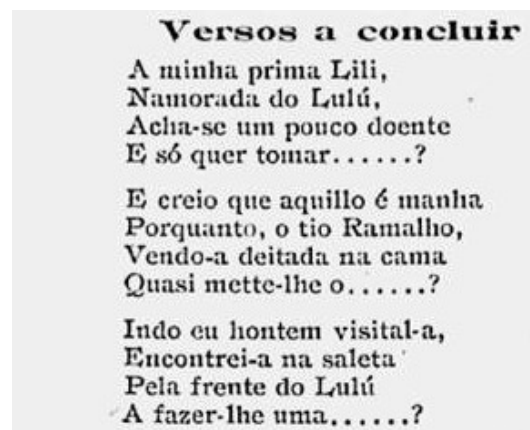 Versos a concluir
A minha prima Lili,
Namorada do Lulú,
Acha-se um pouco doente
E só quer tomar......?
E creio que aquillo é manha
Porquanto, o tio Ramalho,
Vendo-a deitada na cama
Quasi mette-lhe o......?
Indo eu hontem visital-a,
Encontrei-a na saleta
Pela frente do Lulú
A fazer-lhe uma......?